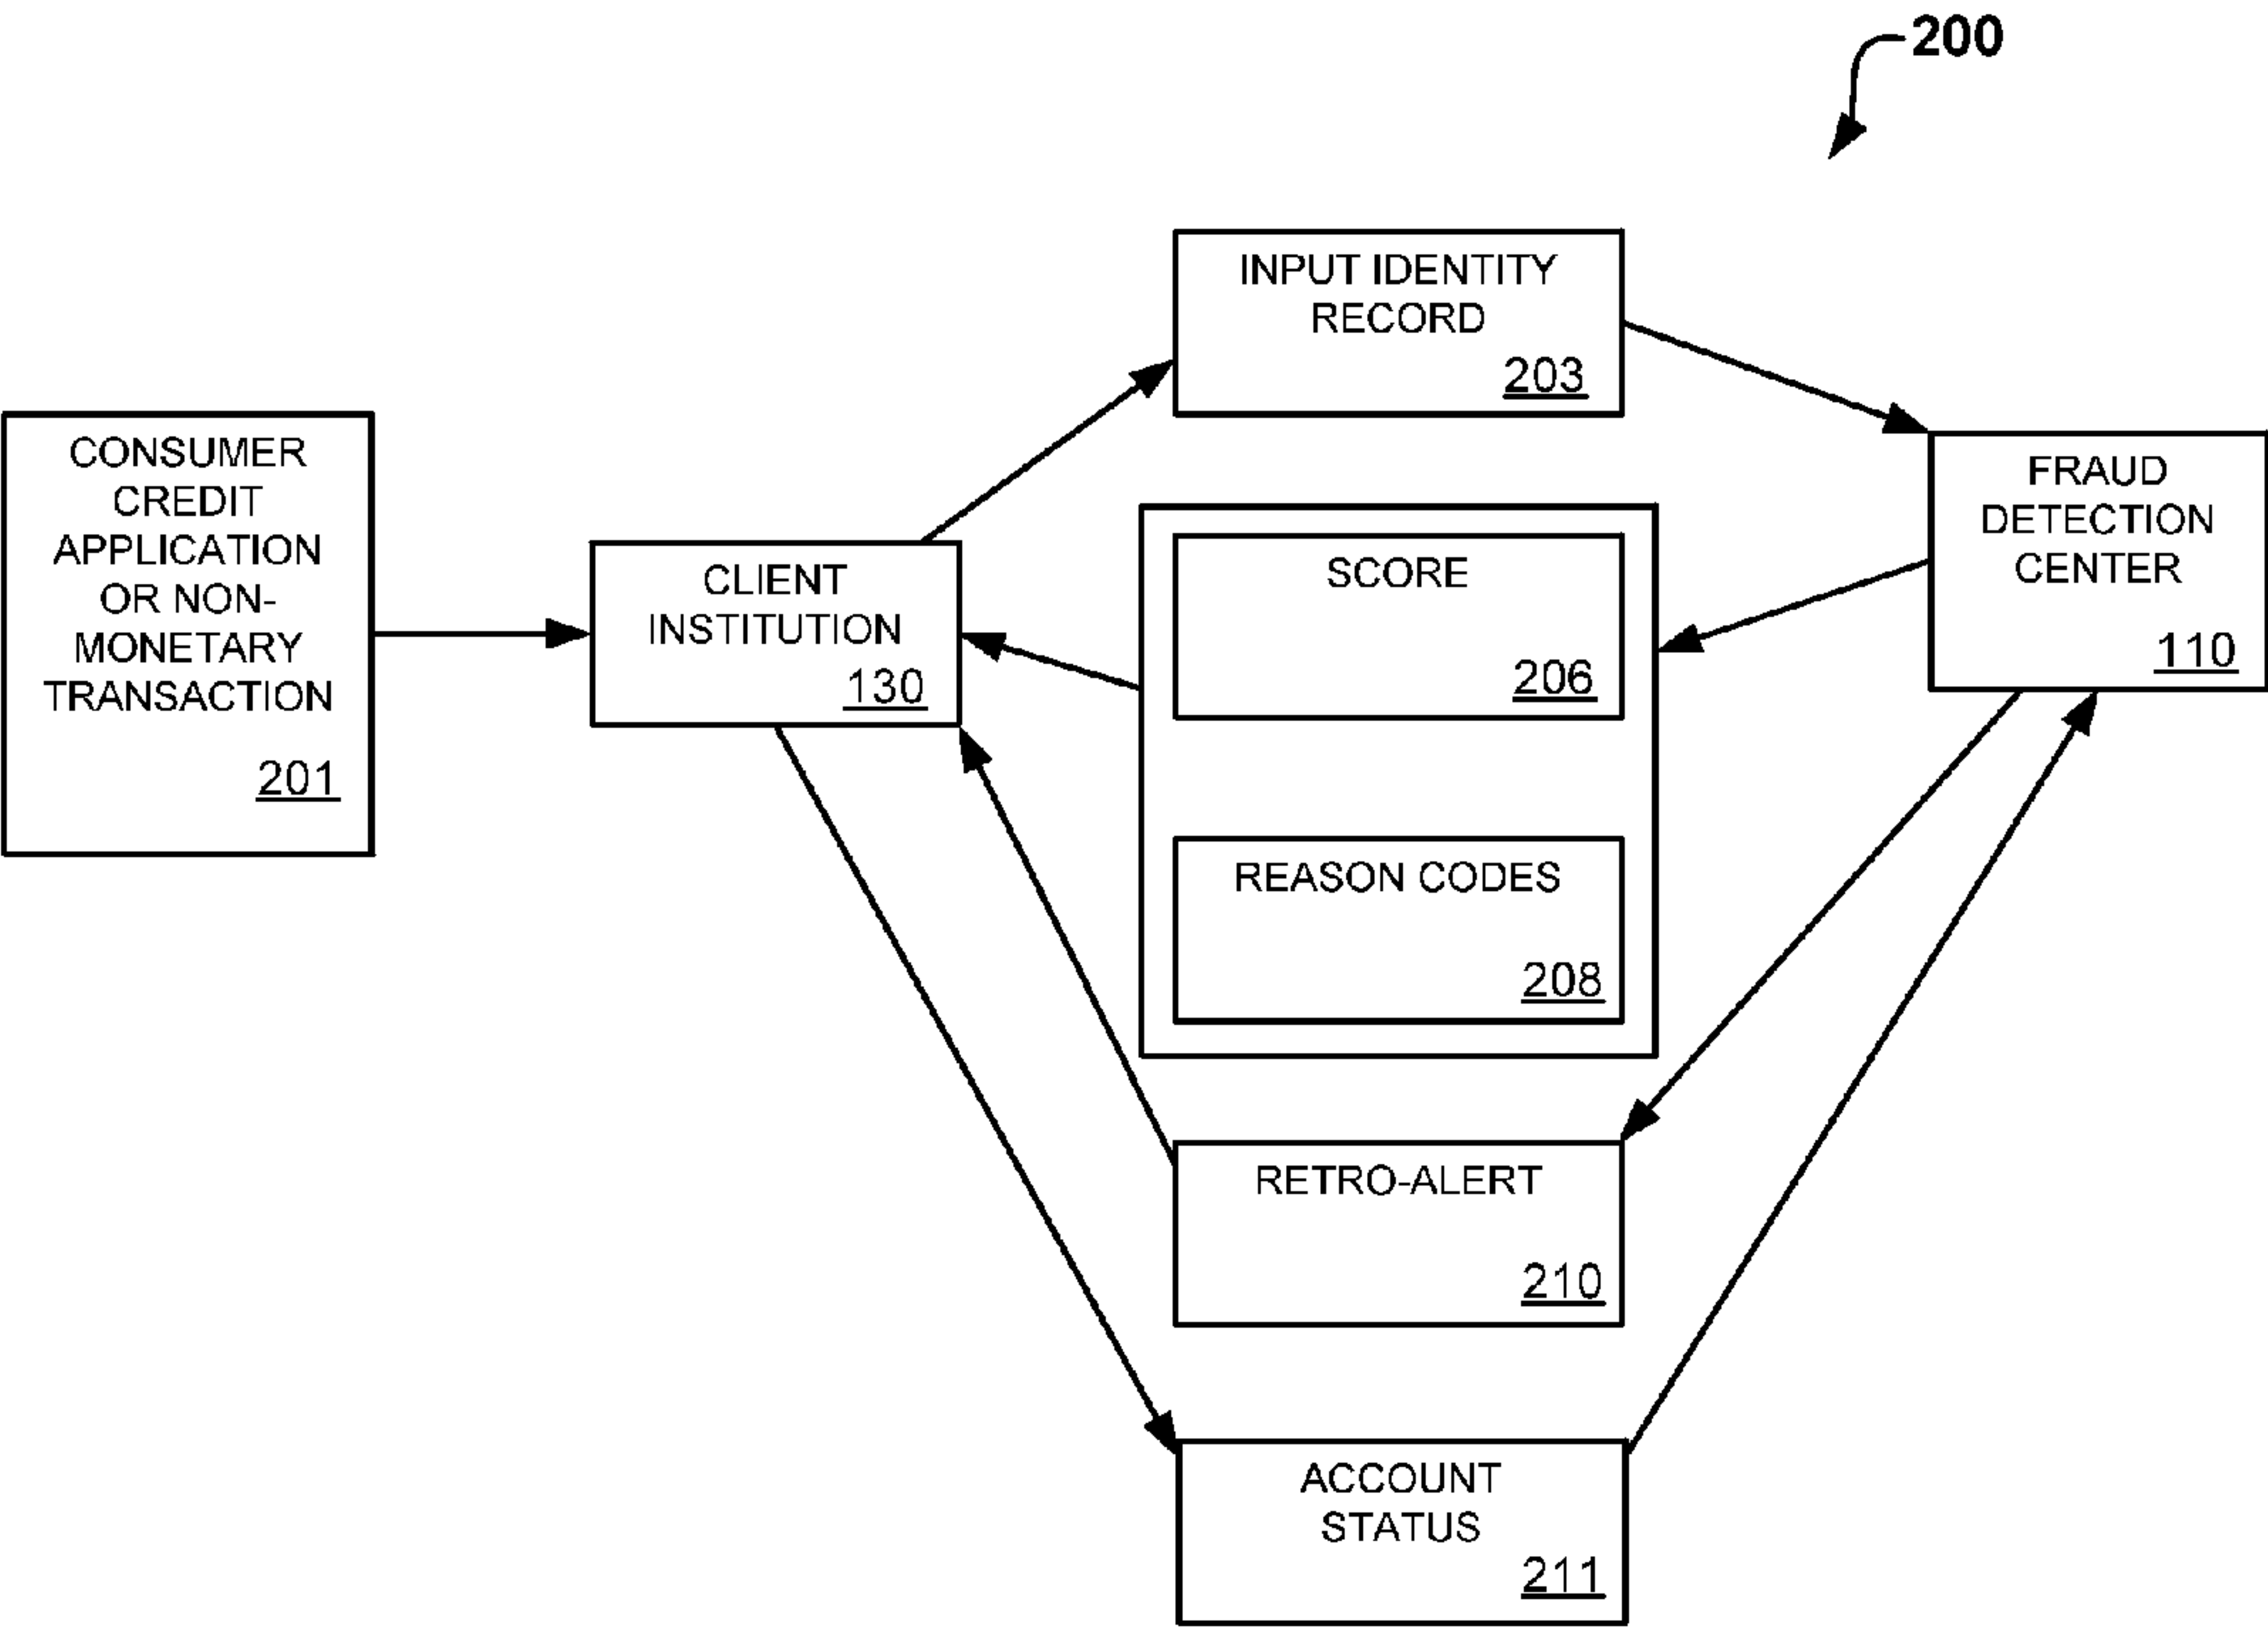 200
INPUT IDENTITY
RECORD
203
CONSUMER
CREDIT
APPLICATION
OR NON-
MONETARY
TRANSACTION
201
CLIENT
INSTITUTION
130
SCORE
206
REASON CODES
208
FRAUD
DETECTION
CENTER
110
RETRO-ALERT
210
ACCOUNT
STATUS
211